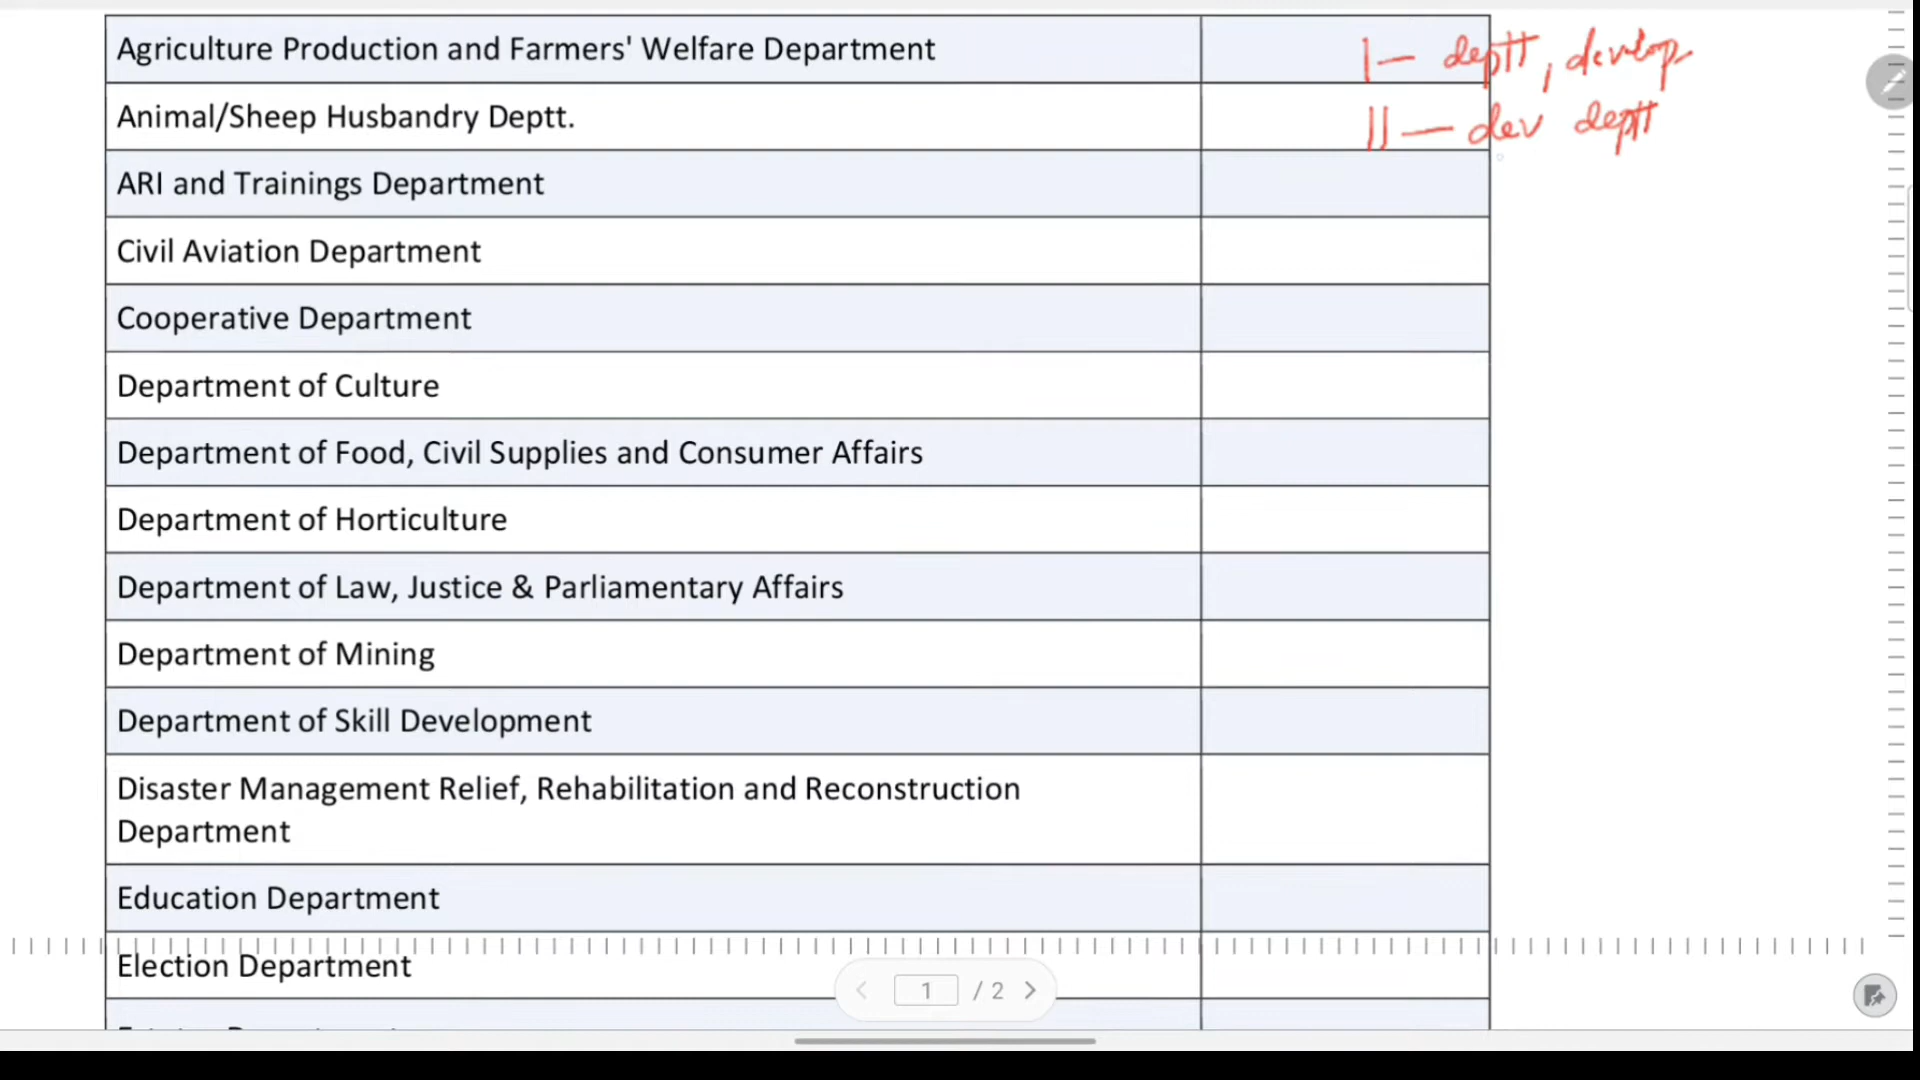 Agriculture Production and Farmers' Welfare Department
I — deptt, develop
Animal/Sheep Husbandry Deptt.
II — dev deptt
ARI and Trainings Department
Civil Aviation Department
Cooperative Department
Department of Culture
Department of Food, Civil Supplies and Consumer Affairs
Department of Horticulture
Department of Law, Justice & Parliamentary Affairs
Department of Mining
Department of Skill Development
Disaster Management Relief, Rehabilitation and Reconstruction
Department
Education Department
Election Department
1 / 2